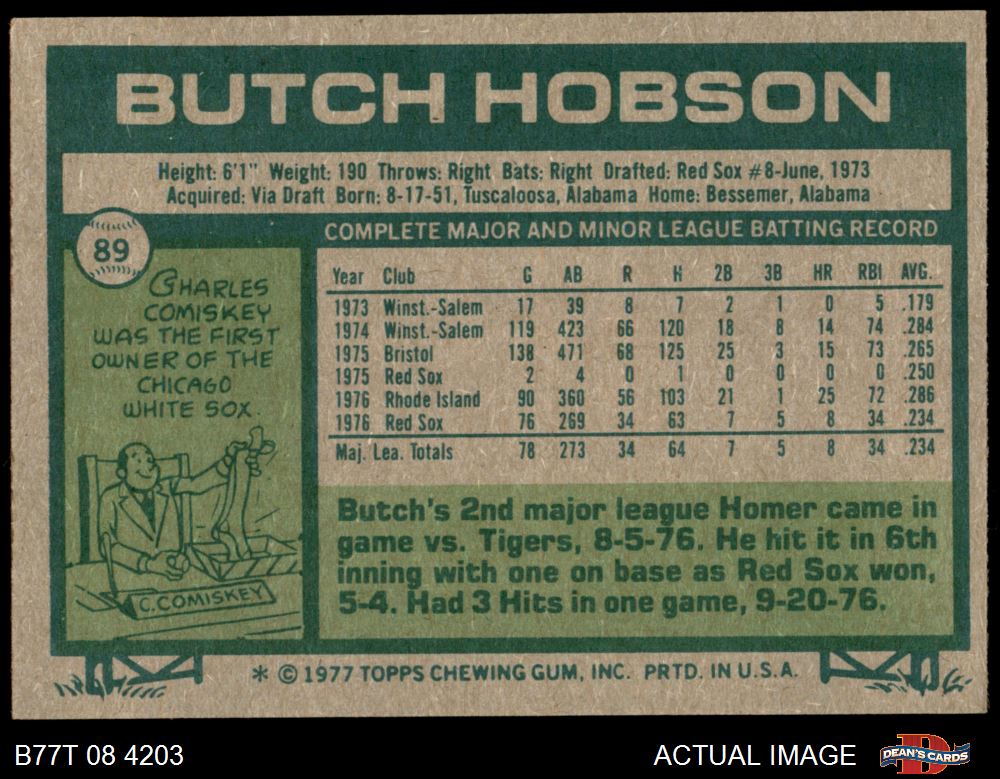 BUTCH HOBSON
Height: 6'1" Weight: 190 Throws: Right Bats: Right Drafted: Red Sox #8-June, 1973
Acquired: Via Draft Born: 8-17-51, Tuscaloosa, Alabama Home: Bessemer, Alabama
89
CHARLES
COMISKEY
WAS THE FIRST
OWNER OF THE
CHICAGO
WHITE SOX.
C. COMISKEY
COMPLETE MAJOR AND MINOR LEAGUE BATTING RECORD
Year Club G AB R H 2B 3B HR RBI AVG.
1973 Winst.-Salem 17 39 8 7 2 1 0 5 .179
1974 Winst.-Salem 119 423 66 120 18 8 14 74 .284
1975 Bristol 138 471 68 125 25 3 15 73 .265
1975 Red Sox 2 4 0 1 0 0 0 0 .250
1976 Rhode Island 90 360 56 103 21 1 25 72 .286
1976 Red Sox 76 269 34 63 7 5 8 34 .234
Maj. Lea. Totals 78 273 34 64 7 5 8 34 .234
Butch's 2nd major league Homer came in
game vs. Tigers, 8-5-76. He hit it in 6th
inning with one on base as Red Sox won,
5-4. Had 3 Hits in one game, 9-20-76.
* © 1977 TOPPS CHEWING GUM, INC. PRTD. IN U.S.A.
B77T 08 4203
ACTUAL IMAGE
DEAN'S CARDS